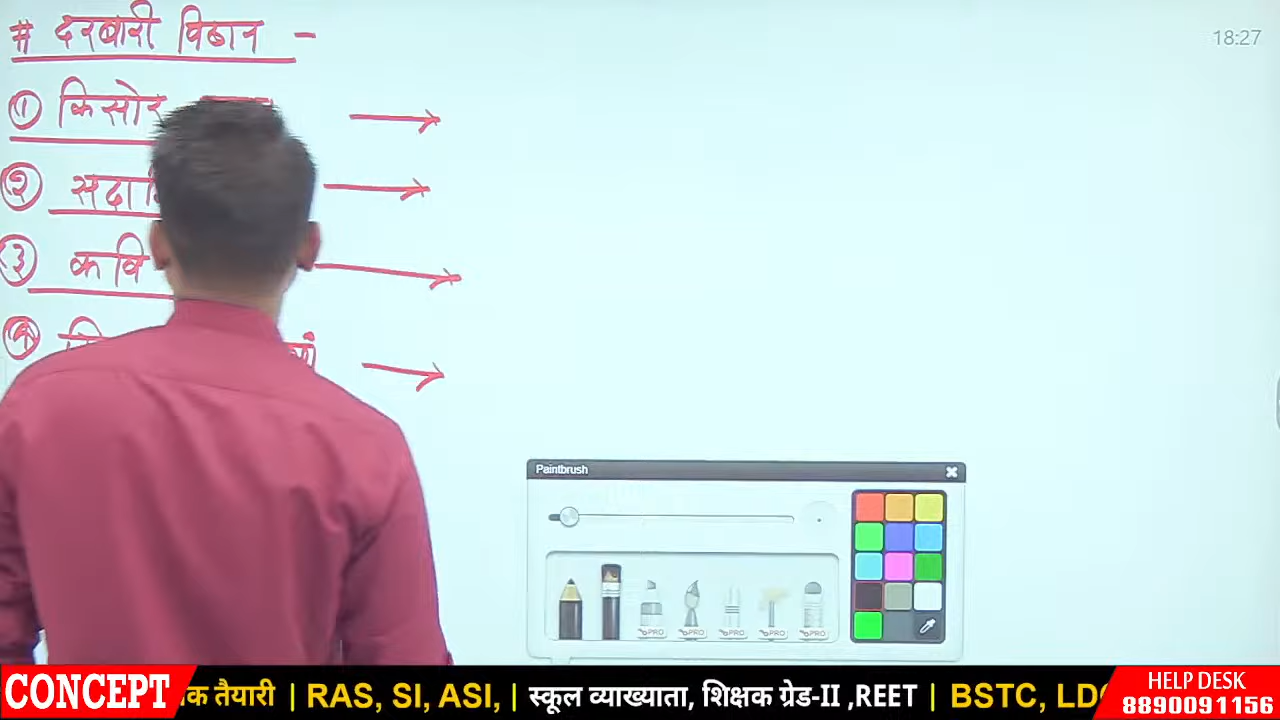 # दरबारी विद्वान -
18:27
① किसोर
②
③ कवि
④
Paintbrush
PRO PRO PRO PRO PRO
CONCEPT
क तैयारी | RAS, SI, ASI, | स्कूल व्याख्याता, शिक्षक ग्रेड-II ,REET | BSTC, LDC
HELP DESK
8890091156